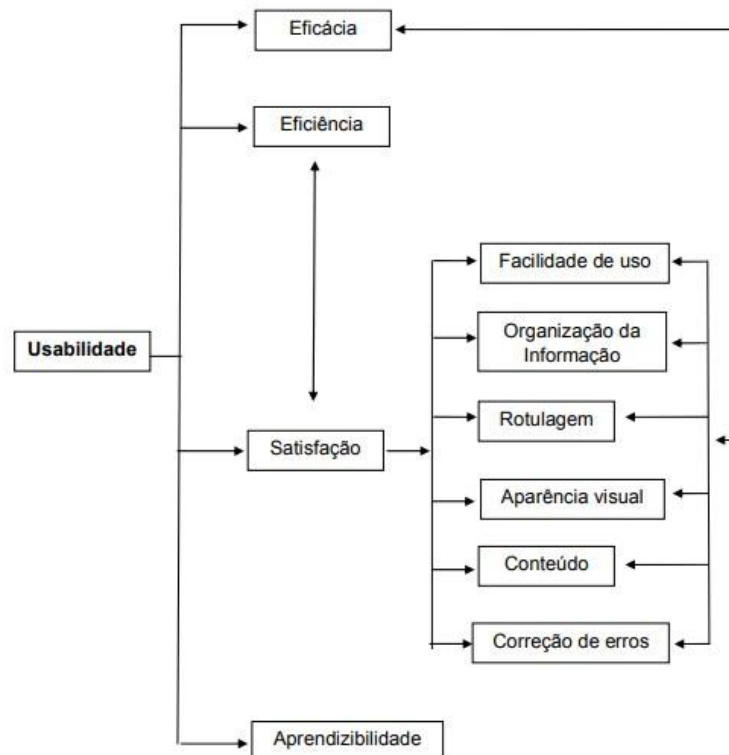 Eficácia
Eficiência
Facilidade de uso
Organização da
Informação
Usabilidade
Rotulagem
Satisfação
Aparência visual
Conteúdo
Correção de erros
Aprendizibilidade